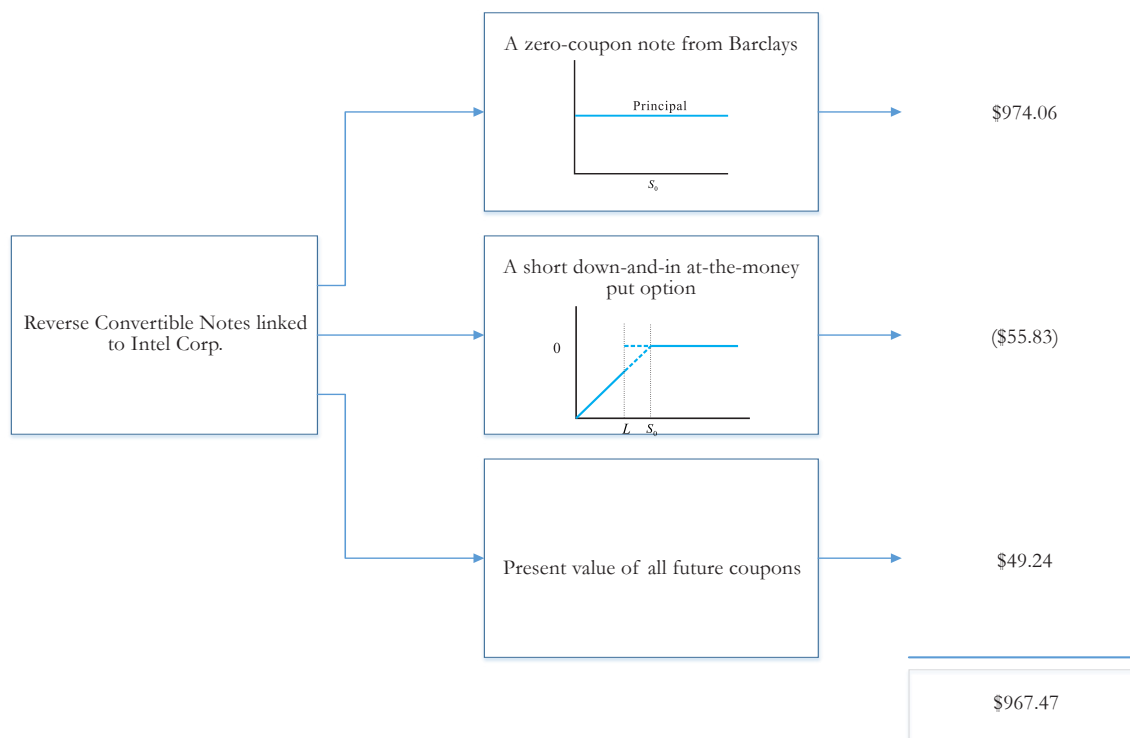 A zero-coupon note from Barclays
Principal
S₀
$974.06
Reverse Convertible Notes linked
to Intel Corp.
A short down-and-in at-the-money
put option
0
L S₀
($55.83)
Present value of all future coupons
$49.24
$967.47